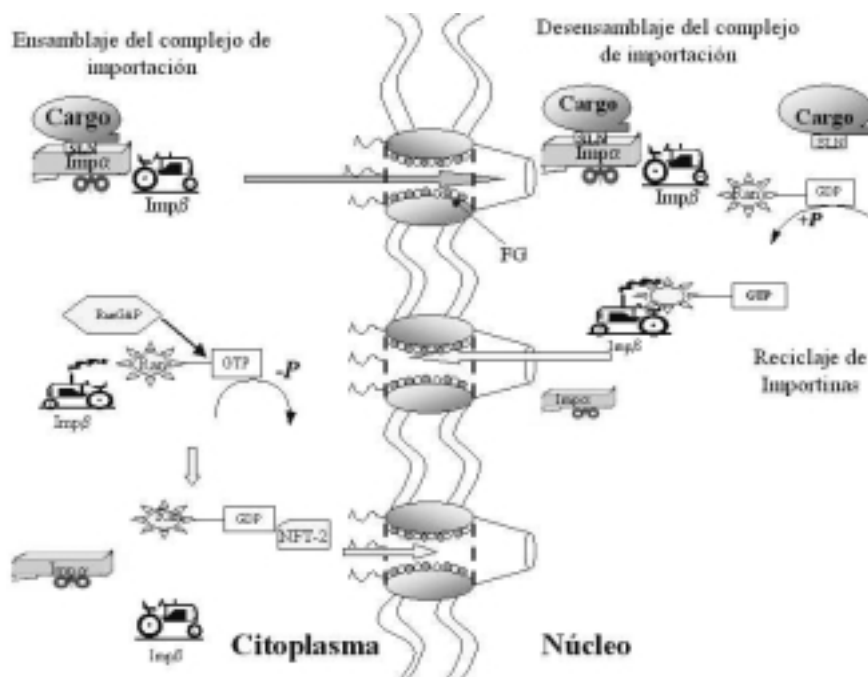 Ensamblaje del complejo de
importación
Desensamblaje del complejo
de importación
Cargo
SLN
Impα
Impβ
Cargo
SLN
Impα
Impβ
Cargo
SLN
Ran
GDP
+P
FG
GTP
Impβ
Reciclaje de
Importinas
Impα
RanGAP
Ran
GTP
-P
Impβ
Ran
GDP
NFT-2
Impα
Impβ
Citoplasma
Núcleo